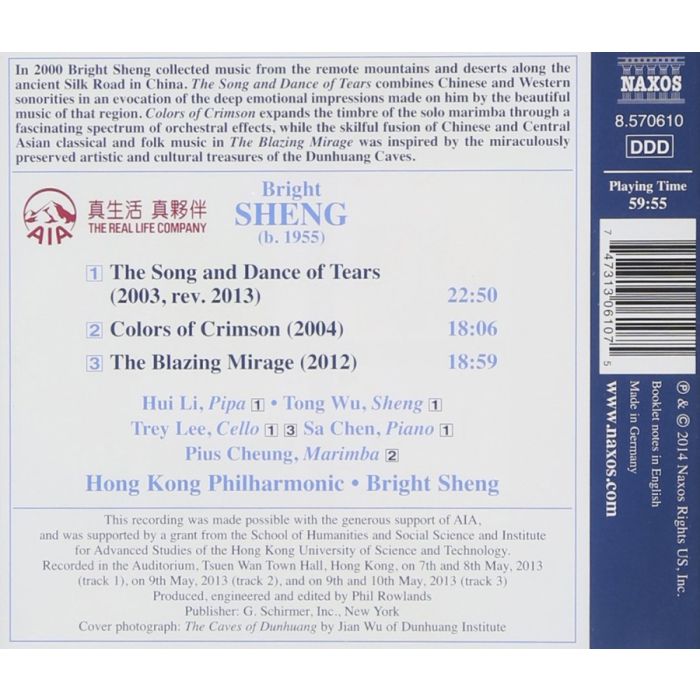 In 2000 Bright Sheng collected music from the remote mountains and deserts along the
ancient Silk Road in China. The Song and Dance of Tears combines Chinese and Western
sonorities in an evocation of the deep emotional impressions made on him by the beautiful
music of that region. Colors of Crimson expands the timbre of the solo marimba through a
fascinating spectrum of orchestral effects, while the skilful fusion of Chinese and Central
Asian classical and folk music in The Blazing Mirage was inspired by the miraculously
preserved artistic and cultural treasures of the Dunhuang Caves.
AIA
真生活 真夥伴
THE REAL LIFE COMPANY
Bright
SHENG
(b. 1955)
1 The Song and Dance of Tears
(2003, rev. 2013) 22:50
2 Colors of Crimson (2004) 18:06
3 The Blazing Mirage (2012) 18:59
Hui Li, Pipa 1 • Tong Wu, Sheng 1
Trey Lee, Cello 1 3 Sa Chen, Piano 1
Pius Cheung, Marimba 2
Hong Kong Philharmonic • Bright Sheng
This recording was made possible with the generous support of AIA,
and was supported by a grant from the School of Humanities and Social Science and Institute
for Advanced Studies of the Hong Kong University of Science and Technology.
Recorded in the Auditorium, Tsuen Wan Town Hall, Hong Kong, on 7th and 8th May, 2013
(track 1), on 9th May, 2013 (track 2), and on 9th and 10th May, 2013 (track 3)
Produced, engineered and edited by Phil Rowlands
Publisher: G. Schirmer, Inc., New York
Cover photograph: The Caves of Dunhuang by Jian Wu of Dunhuang Institute
NAXOS
8.570610
DDD
Playing Time
59:55
7 47313 06107 5
℗ & © 2014 Naxos Rights US, Inc.
Booklet notes in English
Made in Germany
www.naxos.com